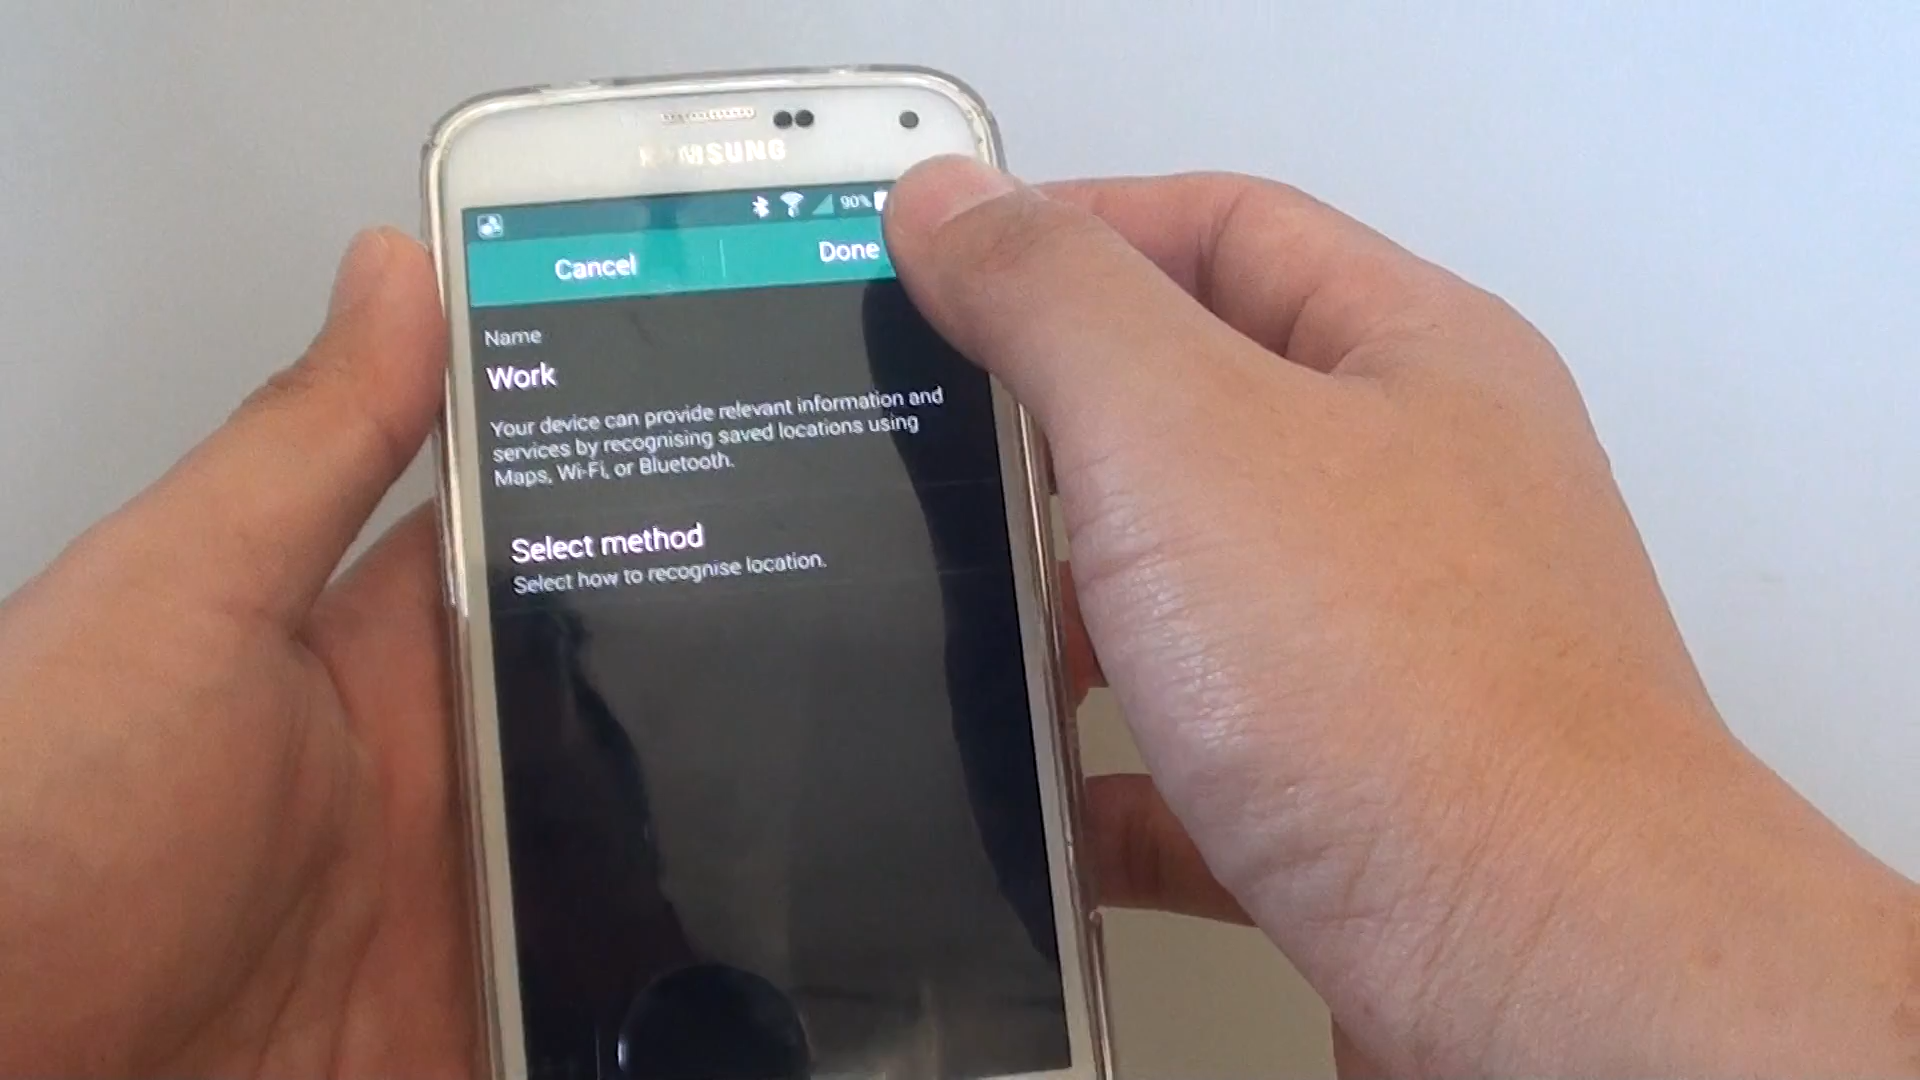 SAMSUNG
90%
Cancel
Done
Name
Work
Your device can provide relevant information and
services by recognising saved locations using
Maps, Wi-Fi, or Bluetooth.
Select method
Select how to recognise location.